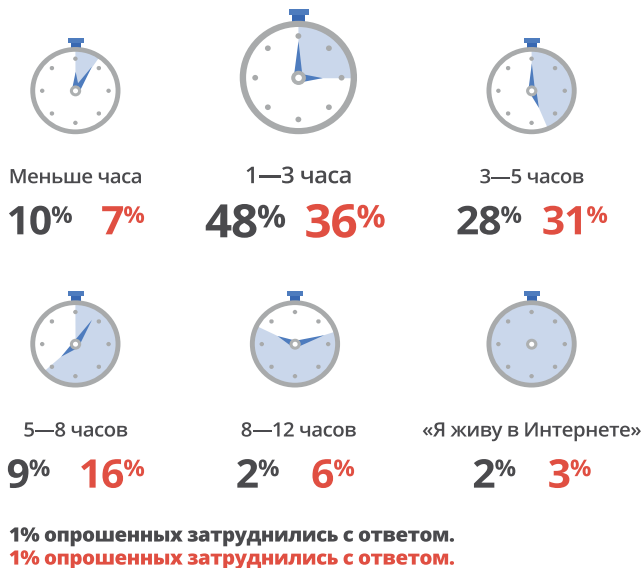 Меньше часа
10% 7%
1—3 часа
48% 36%
3—5 часов
28% 31%
5—8 часов
9% 16%
8—12 часов
2% 6%
«Я живу в Интернете»
2% 3%
1% опрошенных затруднились с ответом.
1% опрошенных затруднились с ответом.